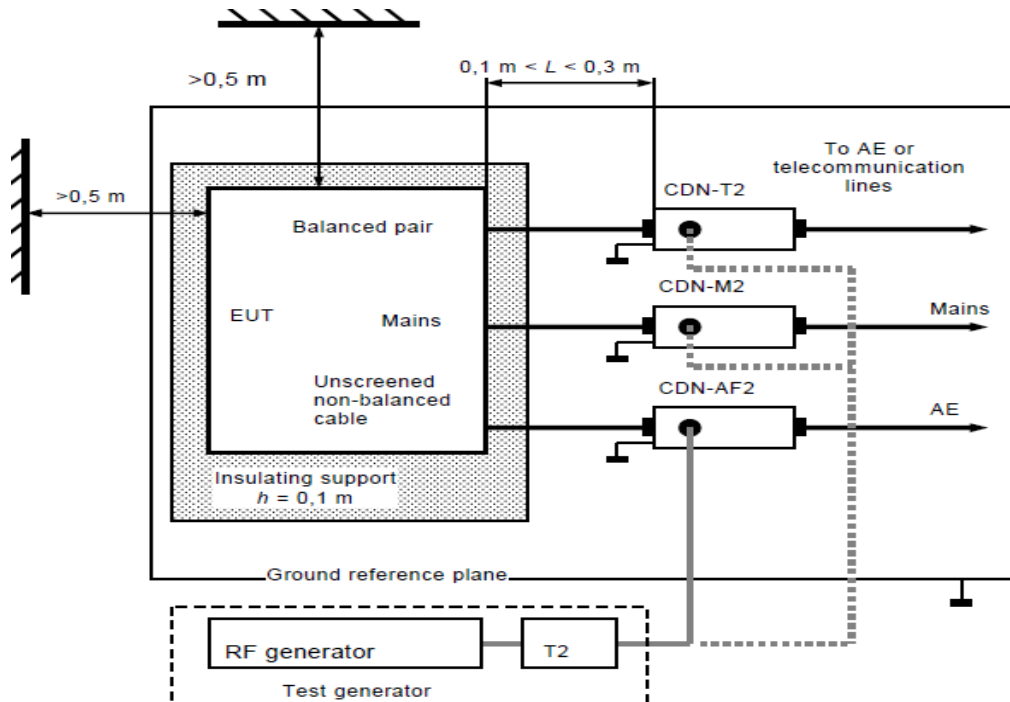 >0,5 m
0,1 m < L < 0,3 m
To AE or
telecommunication
lines
>0,5 m
CDN-T2
Balanced pair
CDN-M2
EUT
Mains
Mains
Unscreened
non-balanced
cable
CDN-AF2
AE
Insulating support
h = 0,1 m
Ground reference plane
RF generator
T2
Test generator